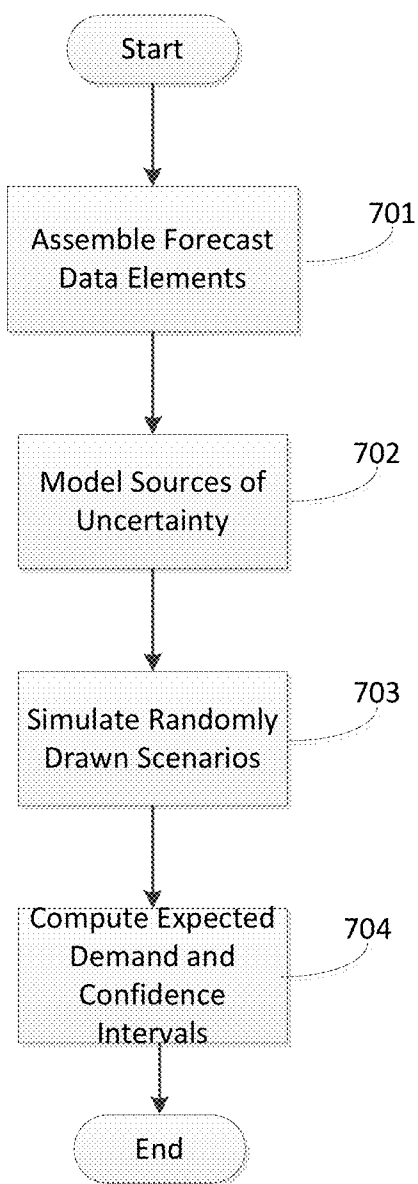 Start
701
Assemble Forecast
Data Elements
702
Model Sources of
Uncertainty
703
Simulate Randomly
Drawn Scenarios
704
Compute Expected
Demand and
Confidence
Intervals
End